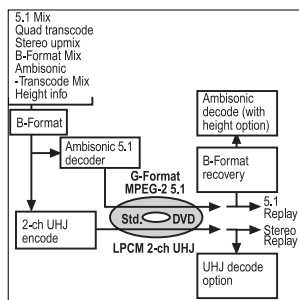 5.1 Mix
Quad transcode
Stereo upmix
B-Format Mix
Ambisonic
-Transcode Mix
Height info
B-Format
Ambisonic 5.1
decoder
2-ch UHJ
encode
G-Format
MPEG-2 5.1
Std. DVD
LPCM 2-ch UHJ
Ambisonic
decode (with
height option)
B-Format
recovery
5.1
Replay
Stereo
Replay
UHJ decode
option